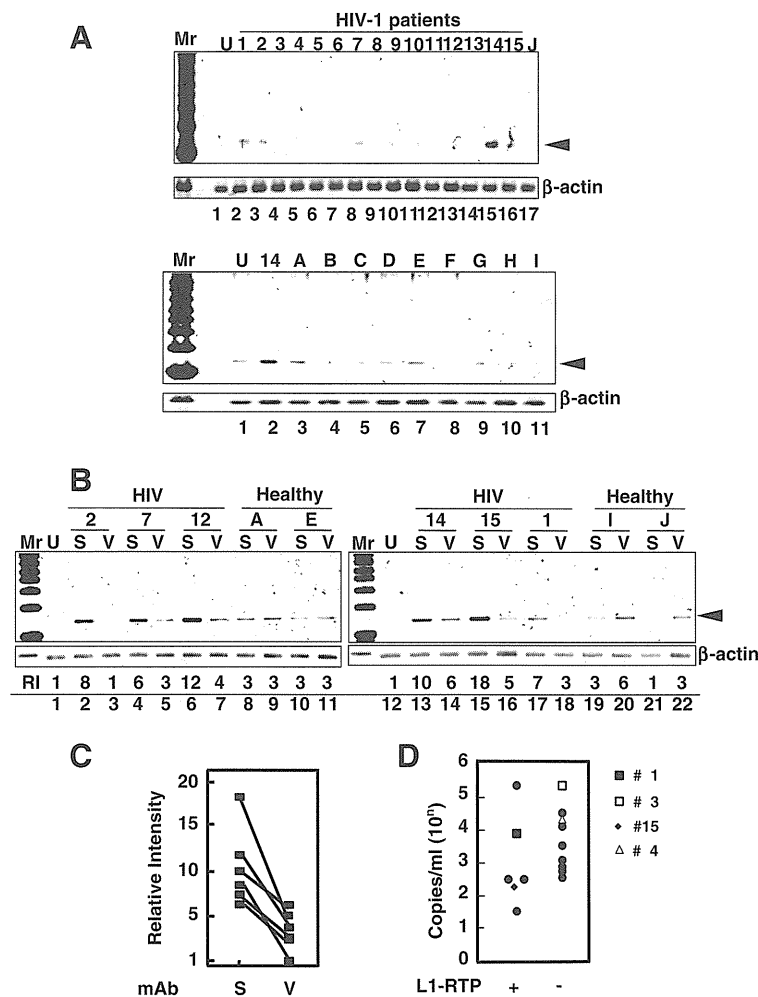 A
HIV-1 patients
Mr U 1 2 3 4 5 6 7 8 9 10 11 12 13 14 15 J
β-actin
1 2 3 4 5 6 7 8 9 10 11 12 13 14 15 16 17
Mr U 14 A B C D E F G H I
β-actin
1 2 3 4 5 6 7 8 9 10 11
B
HIV Healthy HIV Healthy
2 7 12 A E 14 15 1 I J
Mr U S V S V S V S V S V Mr U S V S V S V S V S V
β-actin
RI 1 8 1 6 3 12 4 3 3 3 3 1 10 6 18 5 7 3 3 6 1 3
1 2 3 4 5 6 7 8 9 10 11 12 13 14 15 16 17 18 19 20 21 22
C
Relative Intensity
20
15
10
5
1
mAb S V
D
Copies/ml (10ⁿ)
6
5
4
3
2
1
0
L1-RTP + -
# 1
# 3
#15
# 4